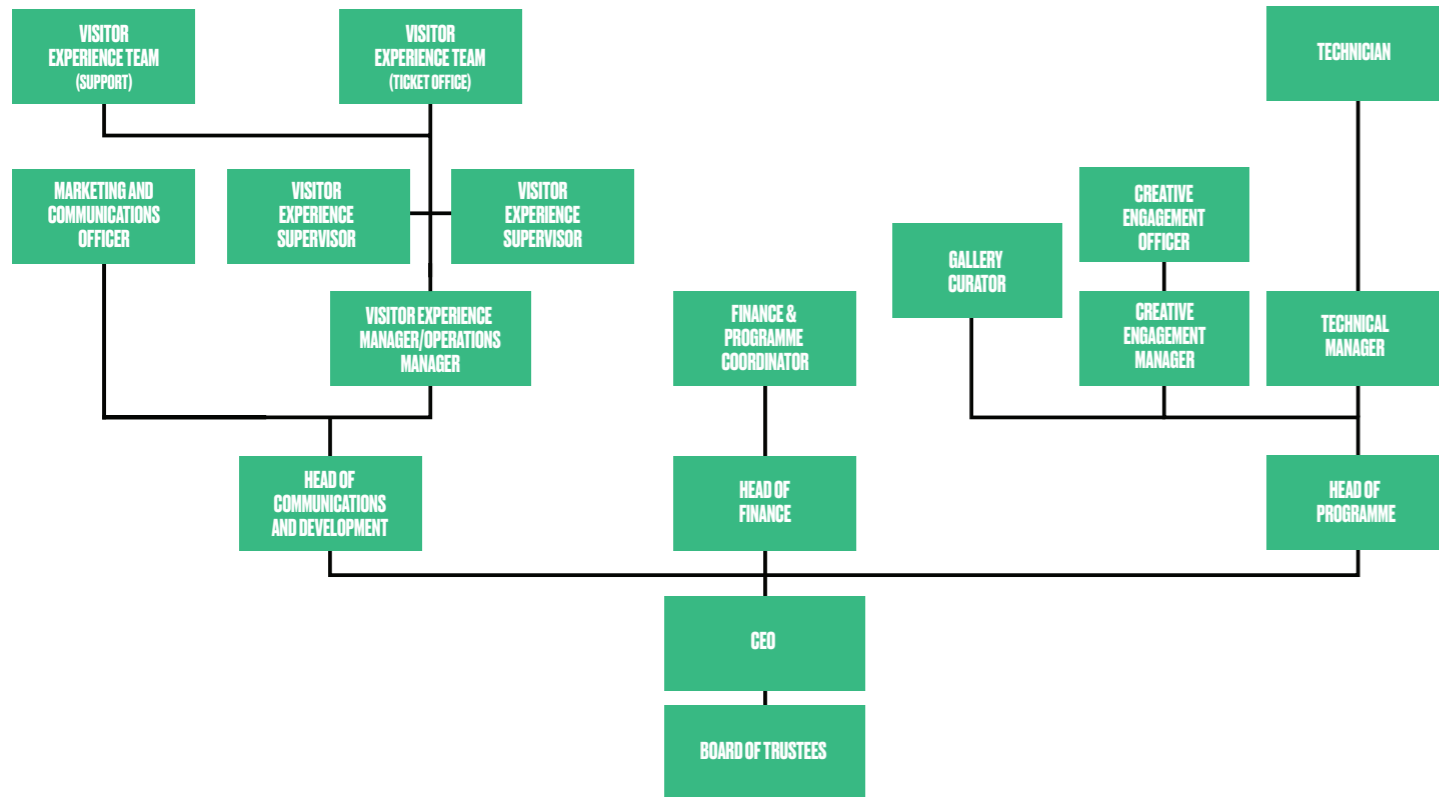 VISITOR
EXPERIENCE TEAM
(SUPPORT)
VISITOR
EXPERIENCE TEAM
(TICKET OFFICE)
TECHNICIAN
MARKETING AND
COMMUNICATIONS
OFFICER
VISITOR
EXPERIENCE
SUPERVISOR
VISITOR
EXPERIENCE
SUPERVISOR
CREATIVE
ENGAGEMENT
OFFICER
GALLERY
CURATOR
VISITOR EXPERIENCE
MANAGER/OPERATIONS
MANAGER
FINANCE &
PROGRAMME
COORDINATOR
CREATIVE
ENGAGEMENT
MANAGER
TECHNICAL
MANAGER
HEAD OF
COMMUNICATIONS
AND DEVELOPMENT
HEAD OF
FINANCE
HEAD OF
PROGRAMME
CEO
BOARD OF TRUSTEES